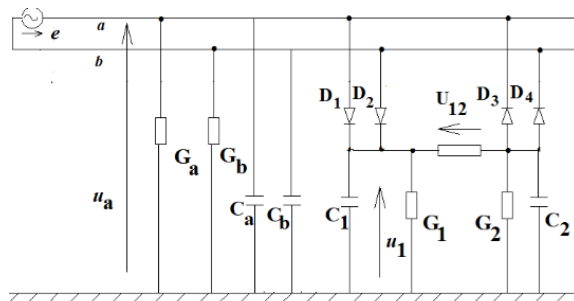 a
e
b
D1 D2 U12 D3 D4
Ga Gb
ua Ca Cb C1 u1 G1 G2 C2